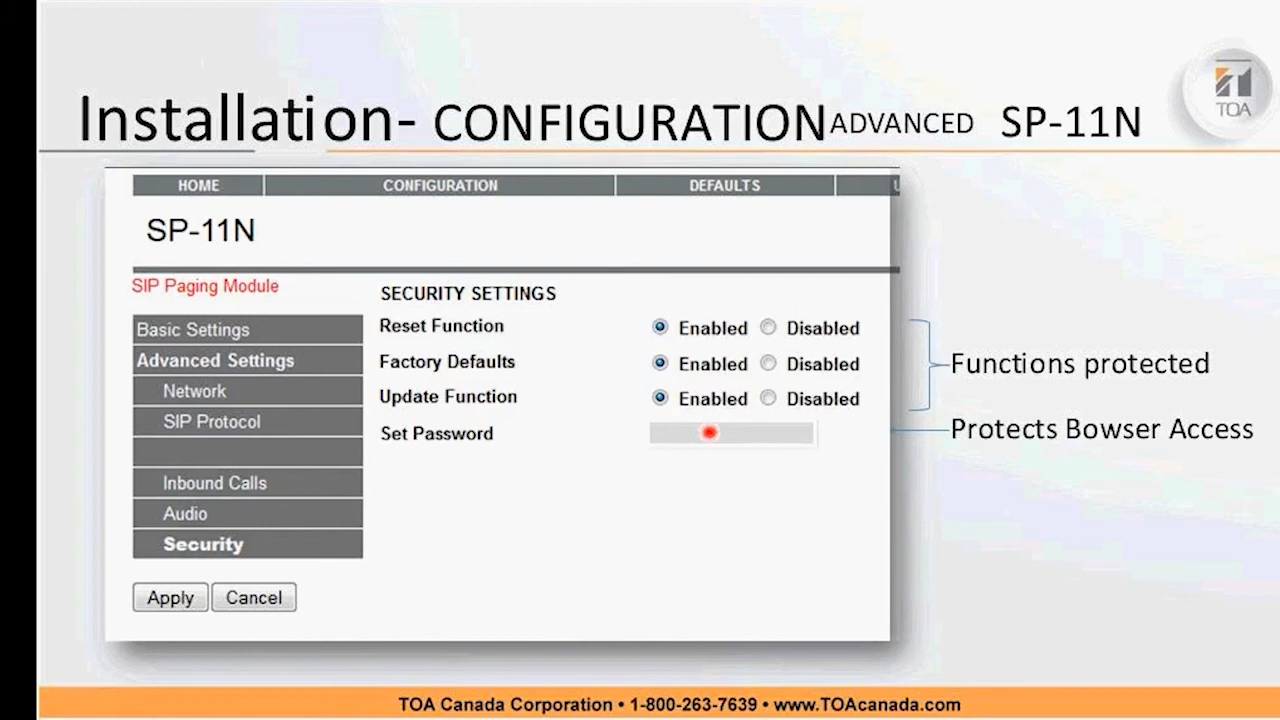 Installation- CONFIGURATION ADVANCED SP-11N
TOA
HOME CONFIGURATION DEFAULTS U
SP-11N
SIP Paging Module
SECURITY SETTINGS
Basic Settings
Advanced Settings
Network
SIP Protocol
Inbound Calls
Audio
Security
Reset Function Enabled Disabled
Factory Defaults Enabled Disabled
Update Function Enabled Disabled
Set Password
Functions protected
Protects Bowser Access
Apply Cancel
TOA Canada Corporation • 1-800-263-7639 • www.TOAcanada.com